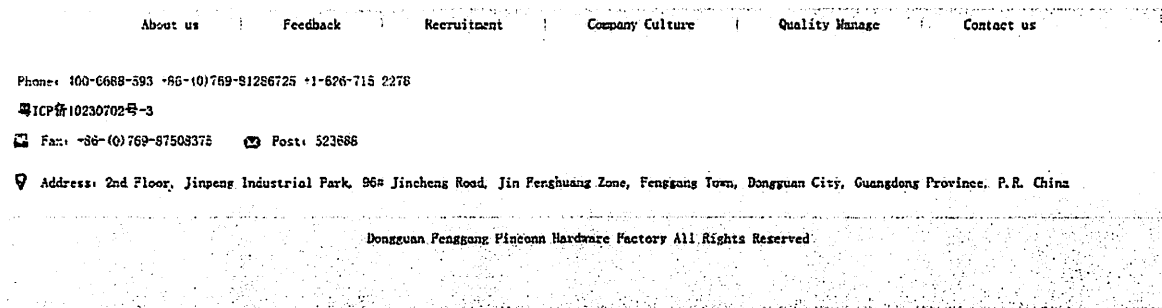 About us | Feedback | Recruitment | Company Culture | Quality Manage | Contact us
Phone: 400-6688-593 +86-(0)769-81286725 +1-626-715 2278
粤ICP备10230702号-3
Fax: +86-(0)769-87508375 Post: 523688
Address: 2nd Floor, Jinpeng Industrial Park, 96# Jincheng Road, Jin Fenghuang Zone, Fenggang Town, Dongguan City, Guangdong Province, P.R. China
Dongguan Fenggang Pinconn Hardware Factory All Rights Reserved